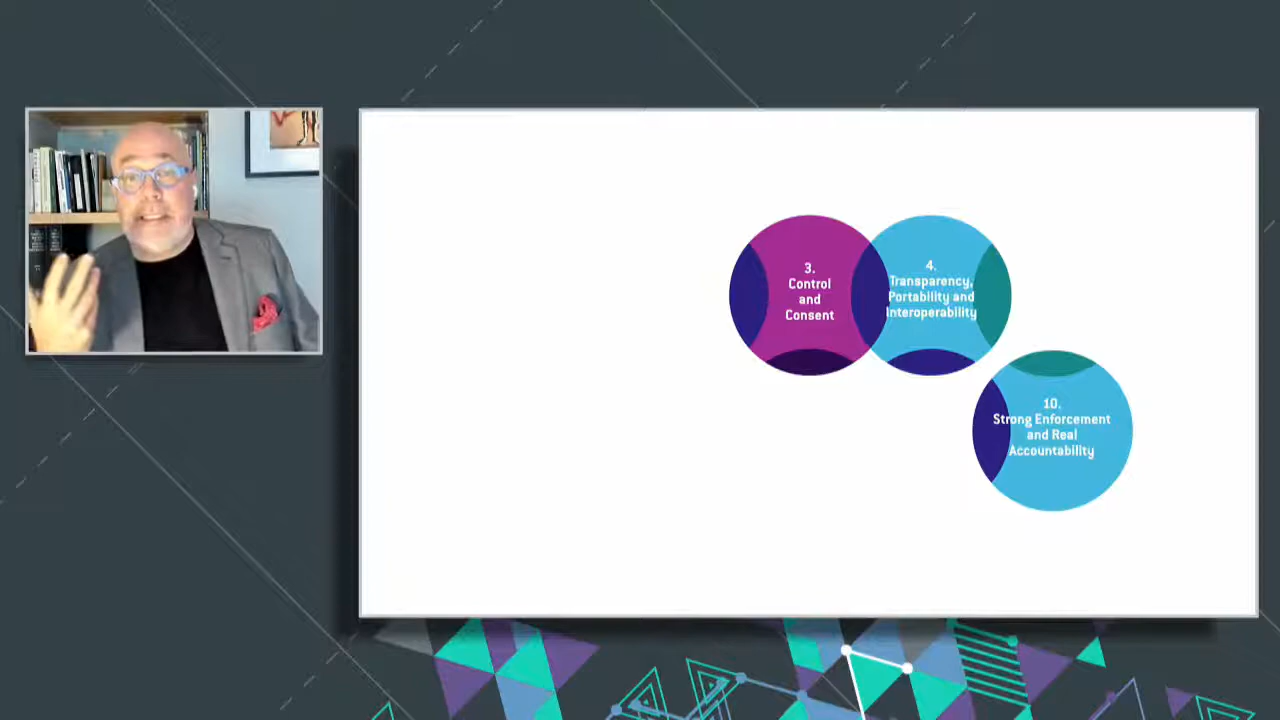 3.
Control
and
Consent
4.
Transparency,
Portability and
Interoperability
10.
Strong Enforcement
and Real
Accountability